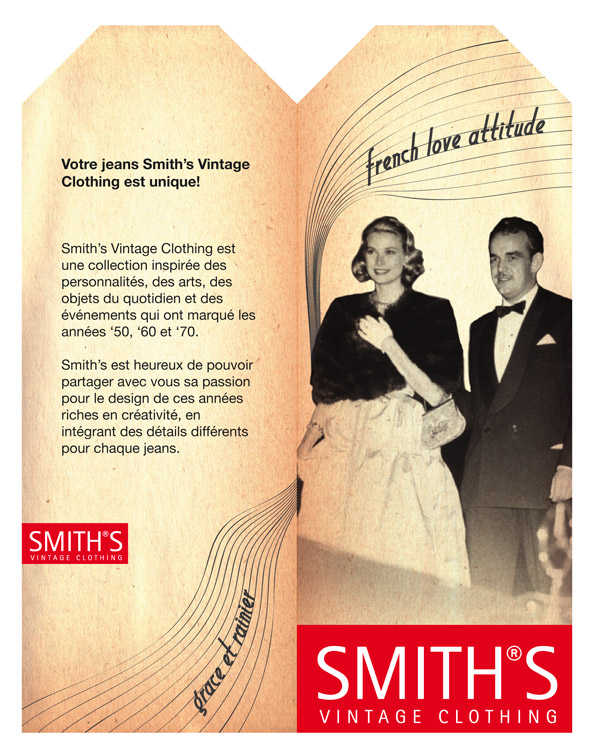 Votre jeans Smith's Vintage
Clothing est unique!
Smith's Vintage Clothing est
une collection inspirée des
personnalités, des arts, des
objets du quotidien et des
événements qui ont marqué les
années ‘50, ‘60 et ‘70.
Smith's est heureux de pouvoir
partager avec vous sa passion
pour le design de ces années
riches en créativité, en
intégrant des détails différents
pour chaque jeans.
SMITH®S
VINTAGE CLOTHING
grace et rainier
french love attitude
SMITH®S
VINTAGE CLOTHING